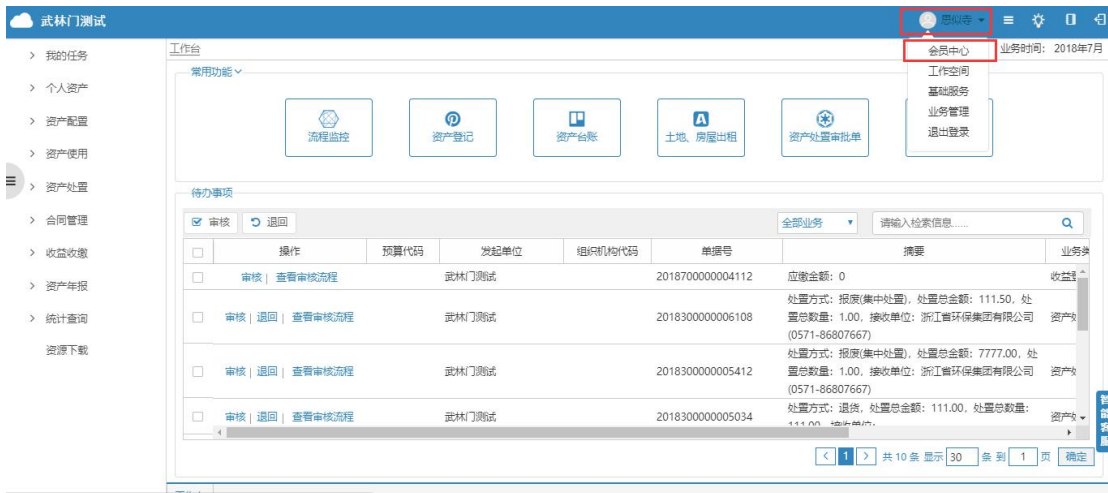 武林门测试
思似寺
会员中心
工作空间
基础服务
业务管理
退出登录
业务时间: 2018年7月
我的任务
个人资产
资产配置
资产使用
资产处置
合同管理
收益收缴
资产年报
统计查询
资源下载
工作台
常用功能
流程监控
资产登记
资产台账
土地、房屋出租
资产处置审批单
待办事项
审核 退回 全部业务 请输入检索信息......
操作 预算代码 发起单位 组织机构代码 单据号 摘要 业务类
审核 | 查看审核流程 武林门测试 2018700000004112 应缴金额: 0 收益
处置方式: 报废(集中处置), 处置总金额: 111.50, 处
审核 | 退回 | 查看审核流程 武林门测试 2018300000006108 置总数量: 1.00, 接收单位: 浙江省环保集团有限公司 资产
(0571-86807667)
处置方式: 报废(集中处置), 处置总金额: 7777.00, 处
审核 | 退回 | 查看审核流程 武林门测试 2018300000005412 置总数量: 1.00, 接收单位: 浙江省环保集团有限公司 资产
(0571-86807667)
处置方式: 退货, 处置总金额: 111.00, 处置总数量:
审核 | 退回 | 查看审核流程 武林门测试 2018300000005034 111.00, 接收单位: 资产
< 1 > 共 10 条 显示 30 条 到 1 页 确定
智能客服